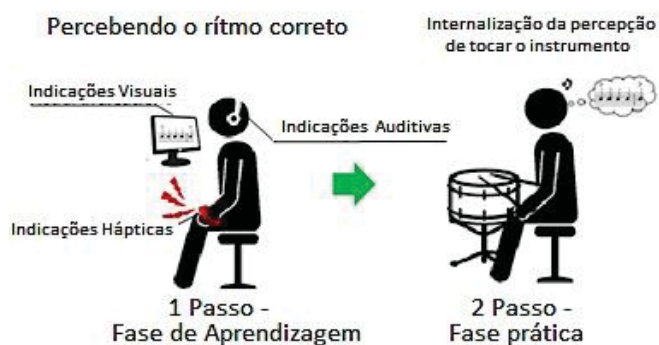 Percebendo o rítmo correto
Indicações Visuais
Indicações Auditivas
Indicações Hápticas
1 Passo -
Fase de Aprendizagem
Internalização da percepção
de tocar o instrumento
2 Passo -
Fase prática